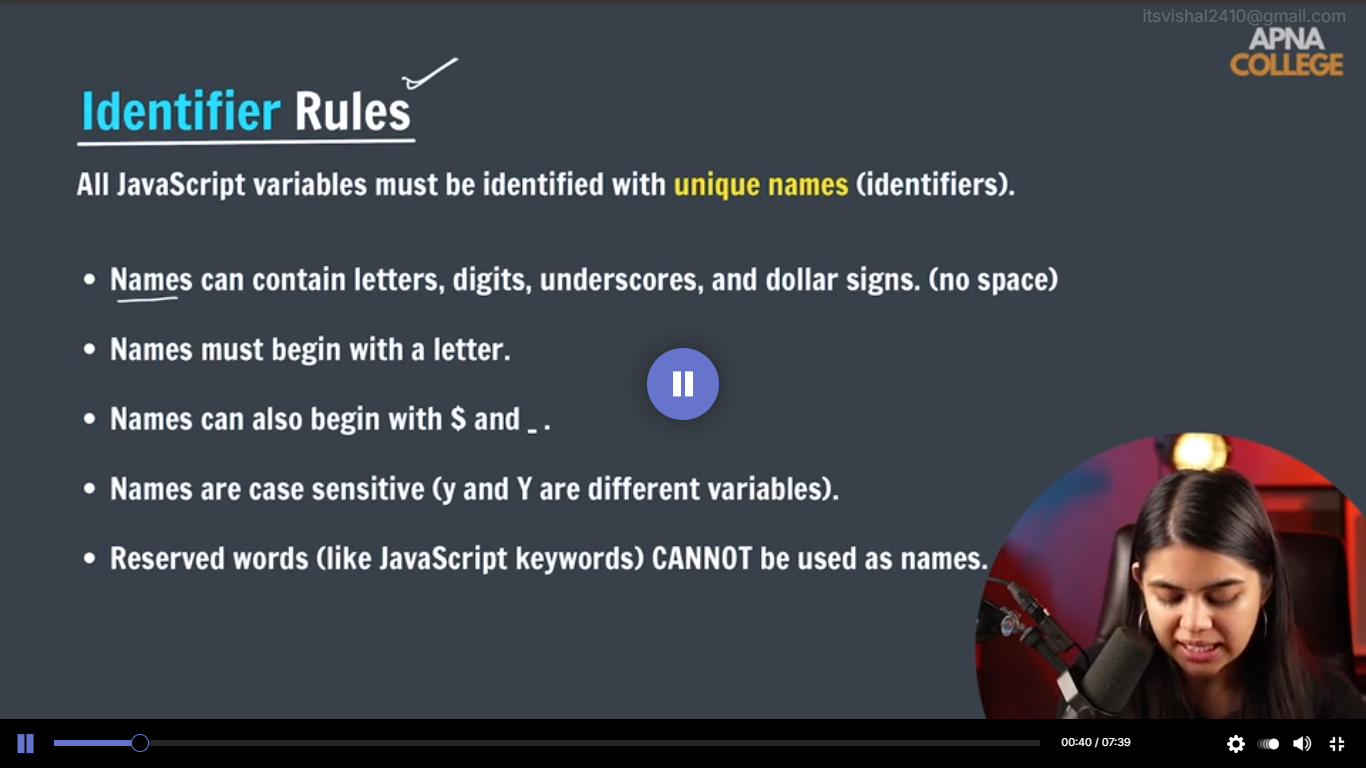 itsvishal2410@gmail.com
APNA
COLLEGE
Identifier Rules
All JavaScript variables must be identified with unique names (identifiers).
• Names can contain letters, digits, underscores, and dollar signs. (no space)
• Names must begin with a letter.
• Names can also begin with $ and _ .
• Names are case sensitive (y and Y are different variables).
• Reserved words (like JavaScript keywords) CANNOT be used as names.
00:40 / 07:39